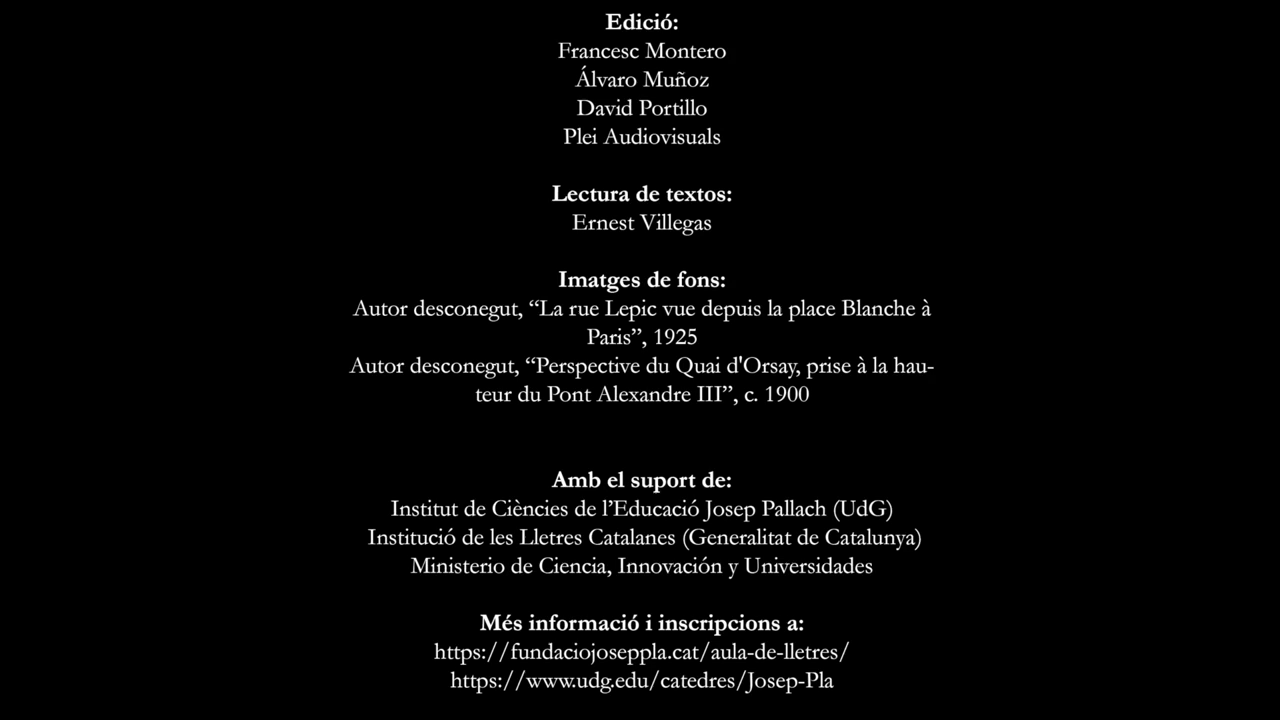 Edició:
Francesc Montero
Álvaro Muñoz
David Portillo
Plei Audiovisuals
Lectura de textos:
Ernest Villegas
Imatges de fons:
Autor desconegut, “La rue Lepic vue depuis la place Blanche à
Paris”, 1925
Autor desconegut, “Perspective du Quai d'Orsay, prise à la hau-
teur du Pont Alexandre III”, c. 1900
Amb el suport de:
Institut de Ciències de l’Educació Josep Pallach (UdG)
Institució de les Lletres Catalanes (Generalitat de Catalunya)
Ministerio de Ciencia, Innovación y Universidades
Més informació i inscripcions a:
https://fundaciojoseppla.cat/aula-de-lletres/
https://www.udg.edu/catedres/Josep-Pla